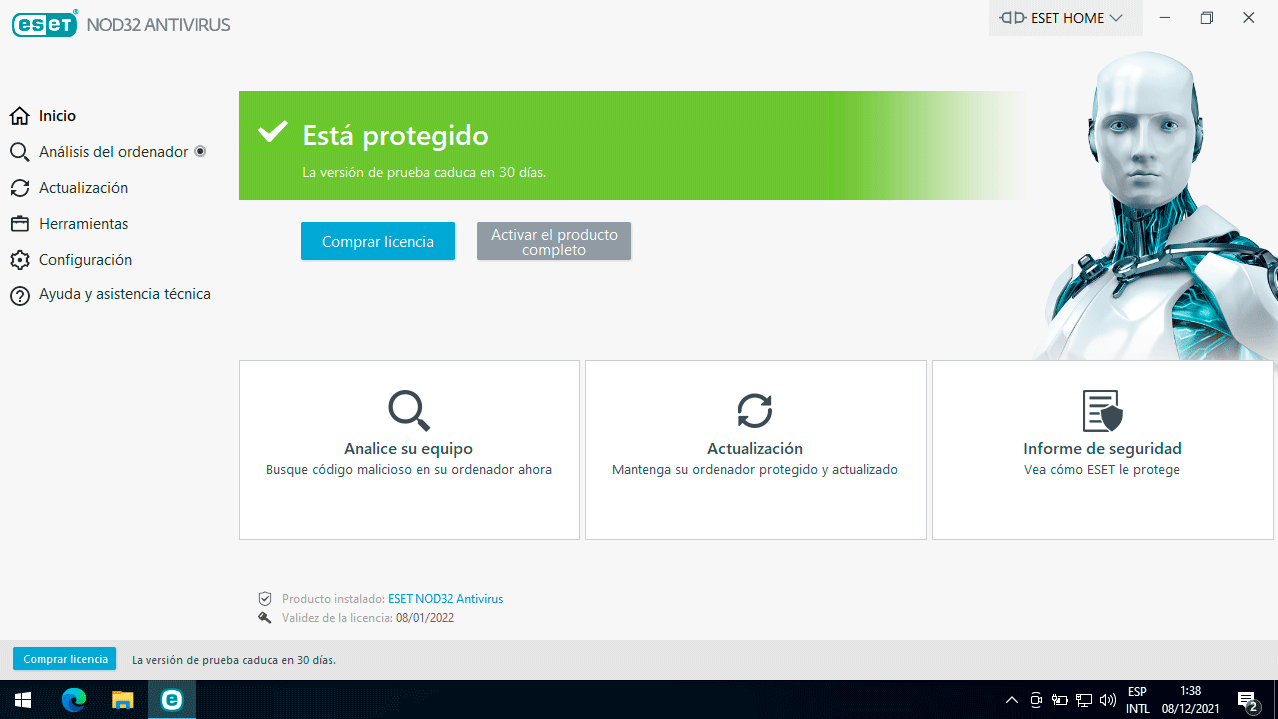 eset NOD32 ANTIVIRUS
ESET HOME
Inicio
Análisis del ordenador
Actualización
Herramientas
Configuración
Ayuda y asistencia técnica
Está protegido
La versión de prueba caduca en 30 días.
Comprar licencia
Activar el producto
completo
Analice su equipo
Busque código malicioso en su ordenador ahora
Actualización
Mantenga su ordenador protegido y actualizado
Informe de seguridad
Vea cómo ESET le protege
Producto instalado: ESET NOD32 Antivirus
Validez de la licencia: 08/01/2022
Comprar licencia
La versión de prueba caduca en 30 días.
e
ESP
INTL
1:38
08/12/2021
2